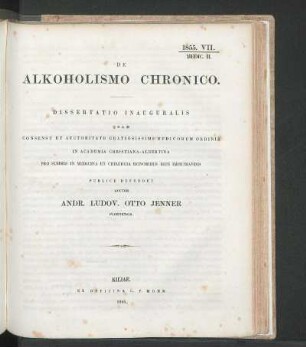 1855. VII.
MEDIC. II.
DE
ALKOHOLISMO CHRONICO.
DISSERTATIO INAUGURALIS
QUAM
CONSENSU ET AUCTORITATE GRATIOSISSIMI MEDICORUM ORDINIS
IN ACADEMIA CHRISTIANA-ALBERTINA
PRO SUMMIS IN MEDICINA ET CHIRURGIA HONORIBUS RITE
PUBLICE DEFENDET
AUCTOR
ANDR. LUDOV. OTTO JENNER
KILIAE.
EX OFFICINA C. F. MOHR.